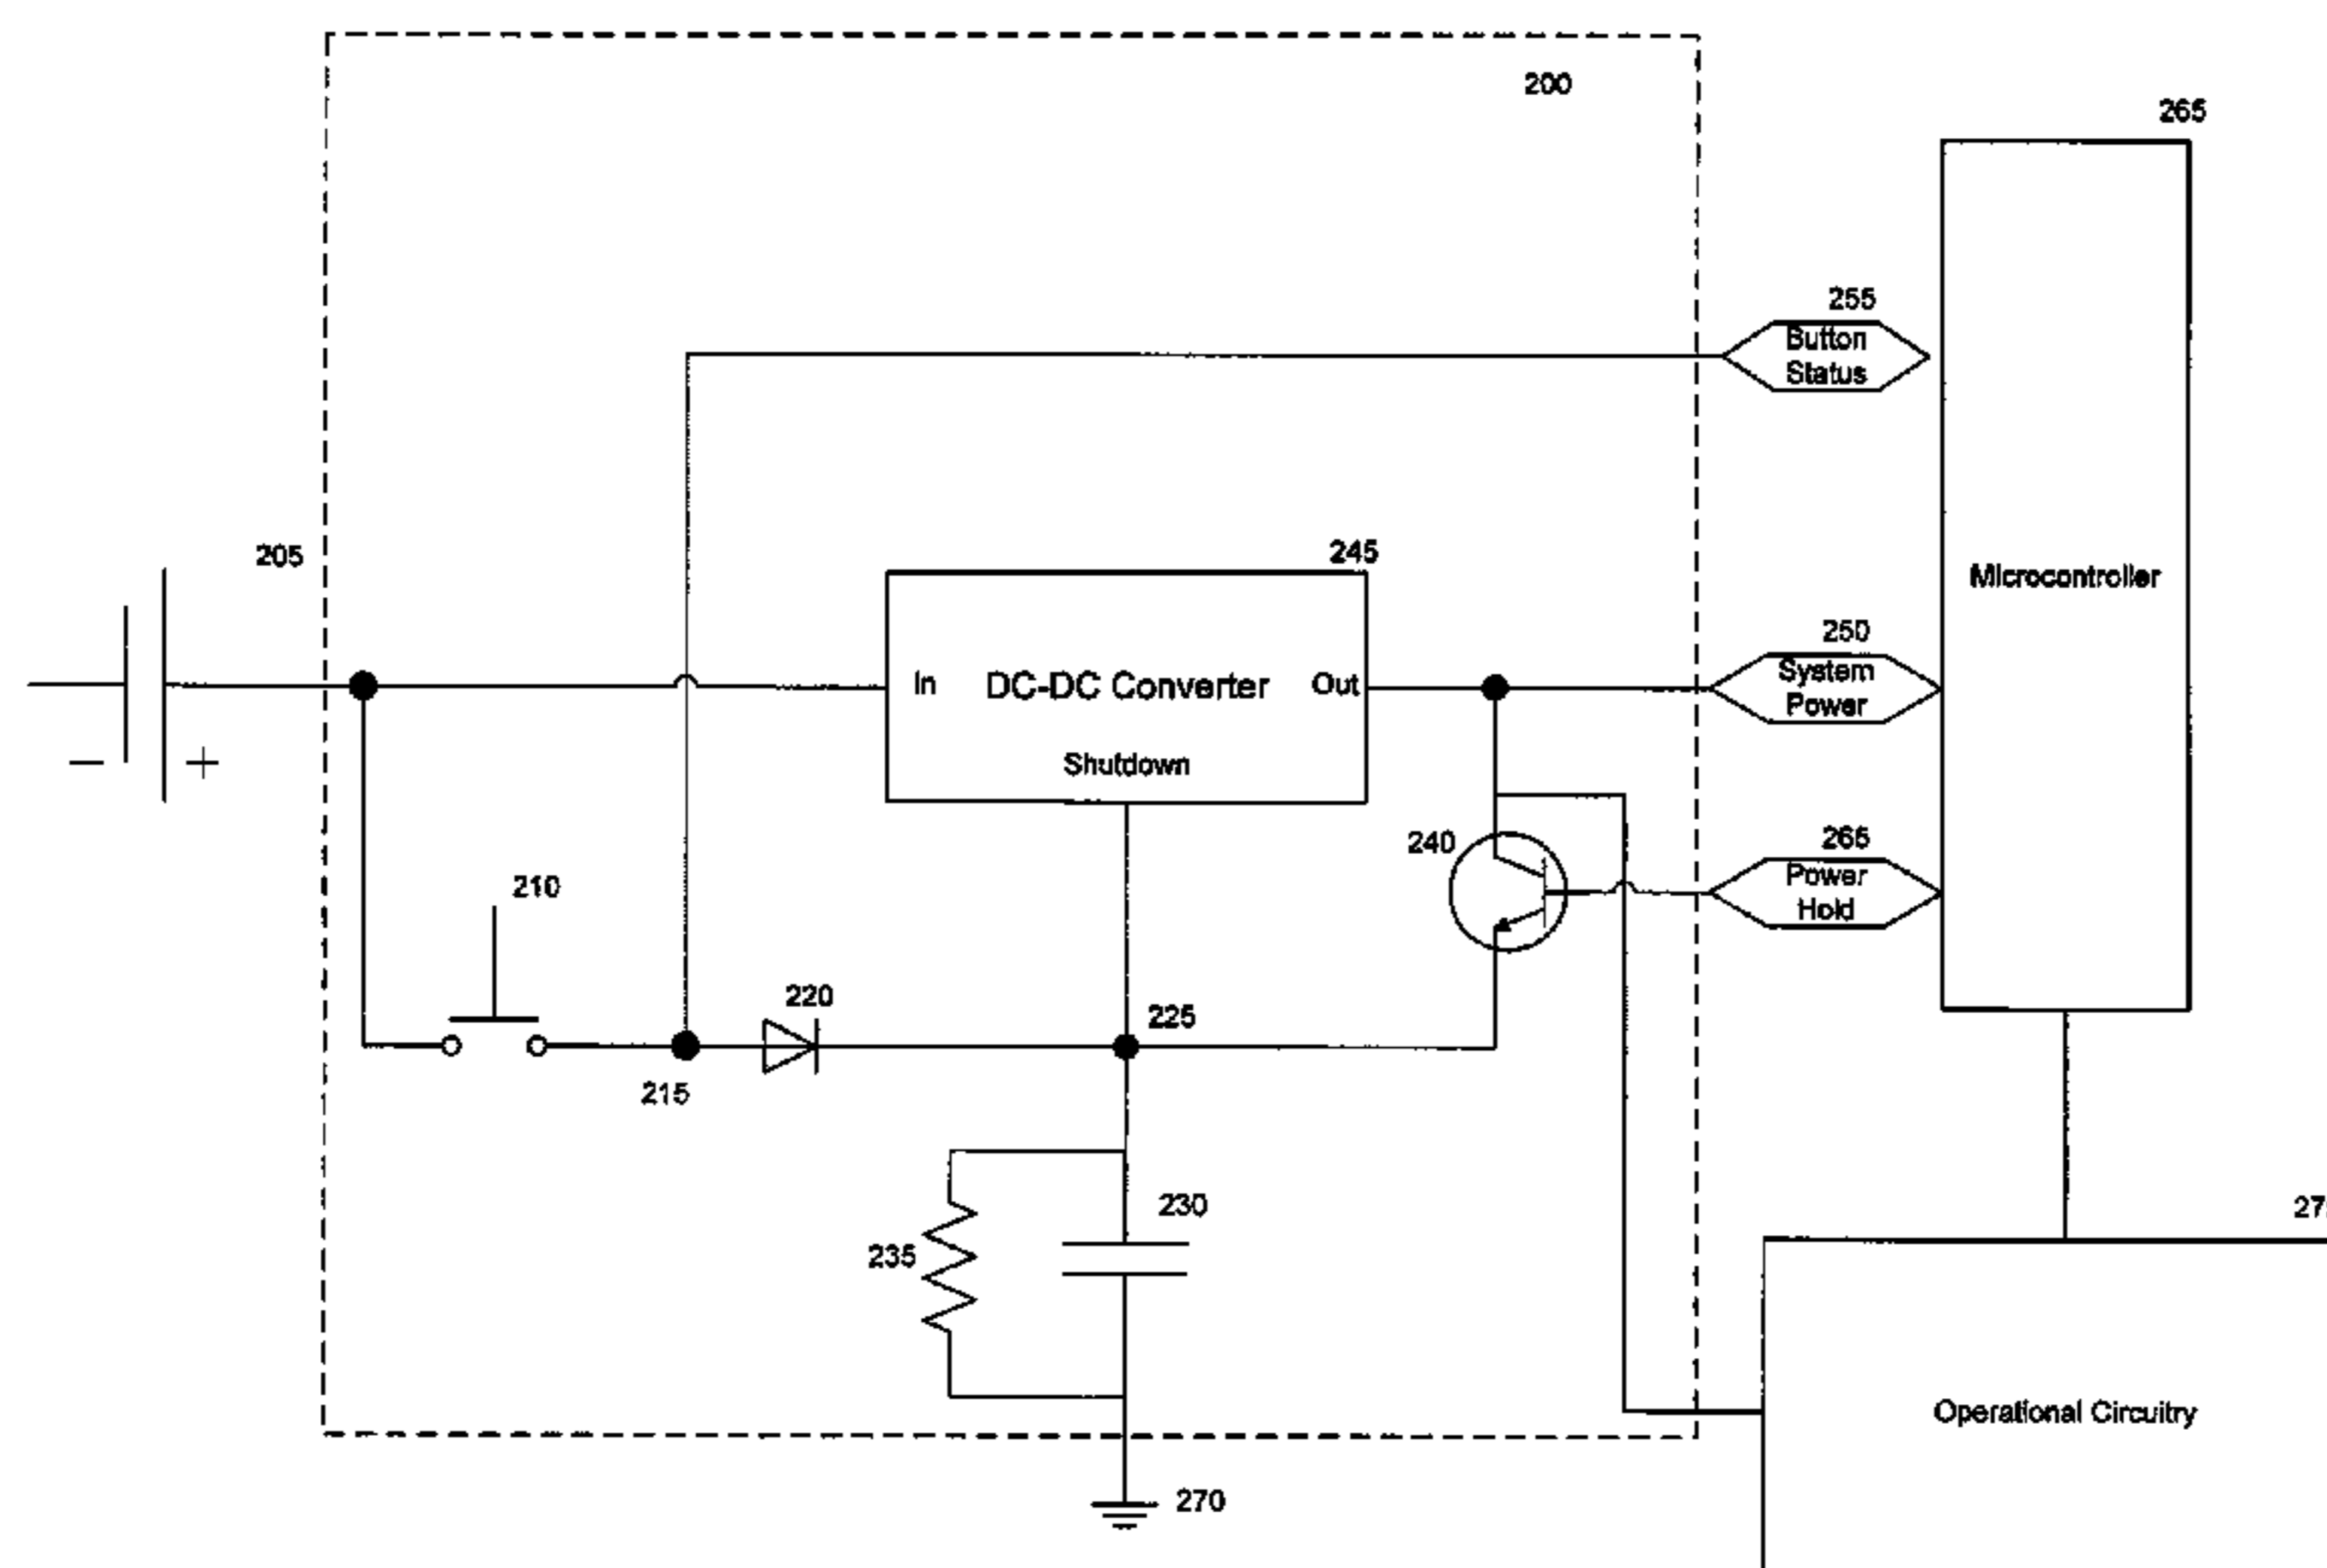 200
265
255
Button
Status
205
245
Microcontroller
In
DC-DC Converter
Out
Shutdown
250
System
Power
−
+
240
265
Power
Hold
210
220
225
215
230
235
Operational Circuitry
270